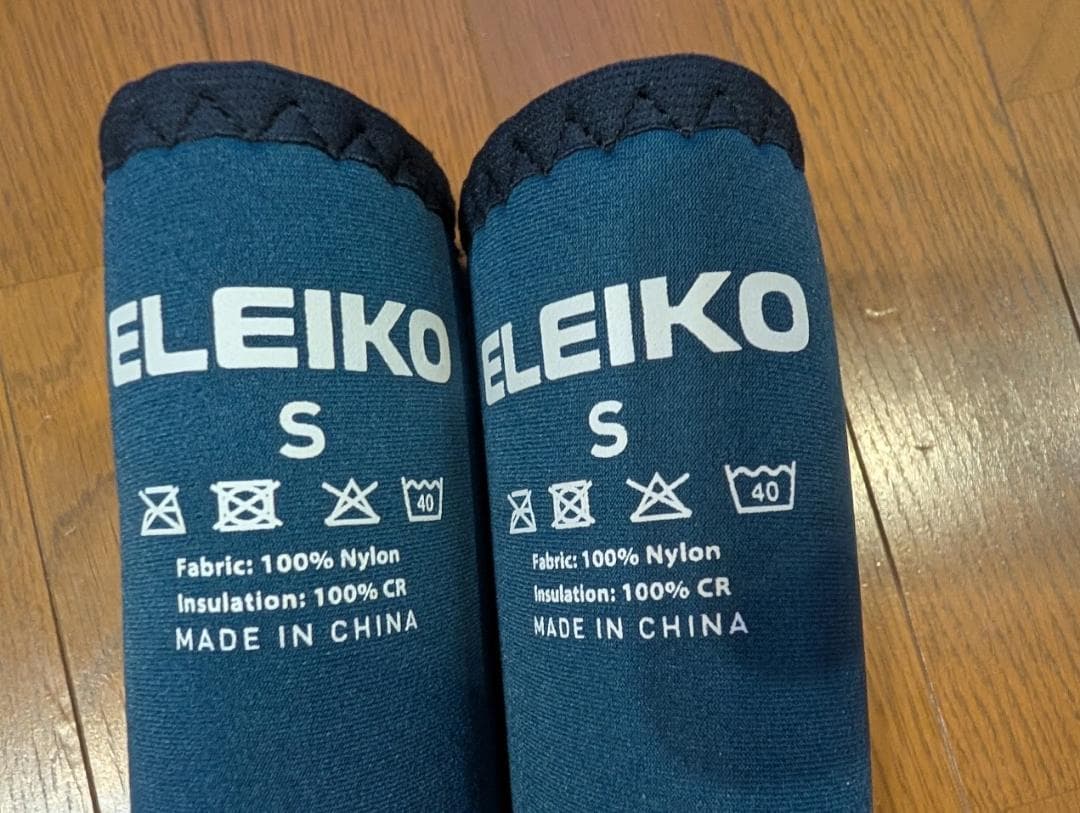 ELEIKO
S
40
Fabric: 100% Nylon
Insulation: 100% CR
MADE IN CHINA
ELEIKO
S
40
Fabric: 100% Nylon
Insulation: 100% CR
MADE IN CHINA